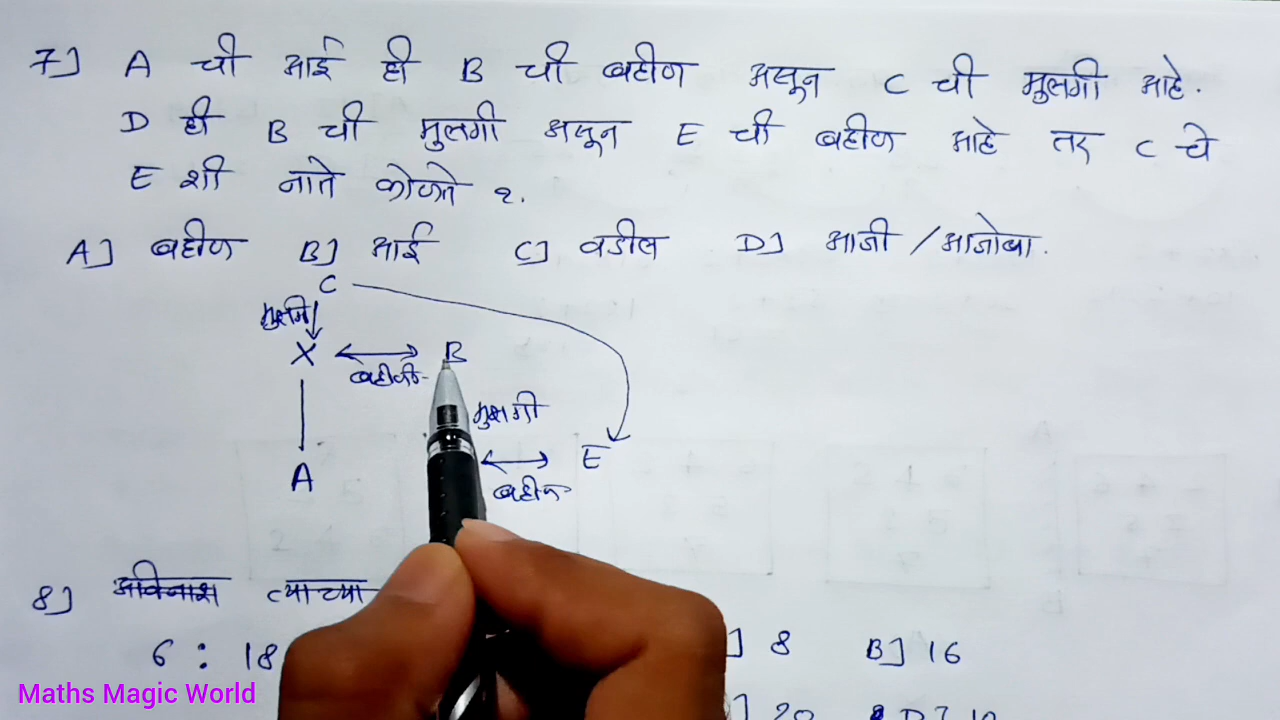 7] A ची आई ही B ची बहीण असून C ची मुलगी आहे.
D ही B ची मुलगी असून E ची बहीण आहे तर C चे
E शी नाते कोणते ?.
A] बहीण B] आई C] वडील D] आजी / आजोबा.
C
मुलगी
X B
बहीण
मुलगी
A E
बहीण
8] अविनाश त्याच्या
6 : 18 ] 8 B] 16
] 20 D]
Maths Magic World